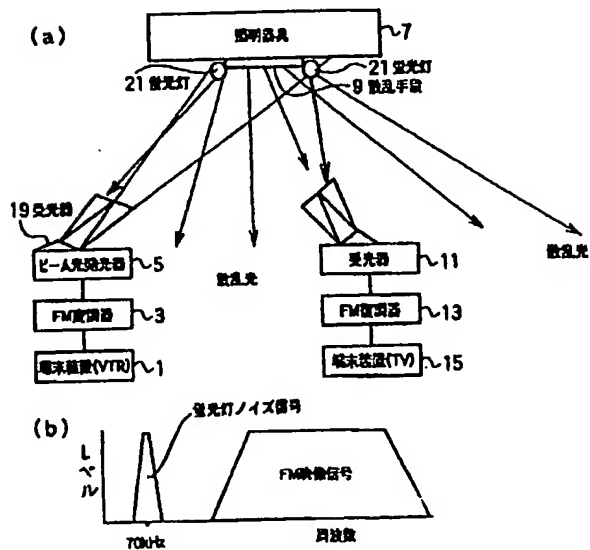 (a)
照明器具
7
21 蛍光灯
21 蛍光灯
9 散乱手段
19 受光器
ビーム光発光器
5
散乱光
受光器
11
散乱光
FM変調器
3
FM復調器
13
端末装置(VTR)
1
端末装置(TV)
15
(b)
蛍光灯ノイズ信号
レベル
FM映像信号
70kHz
周波数